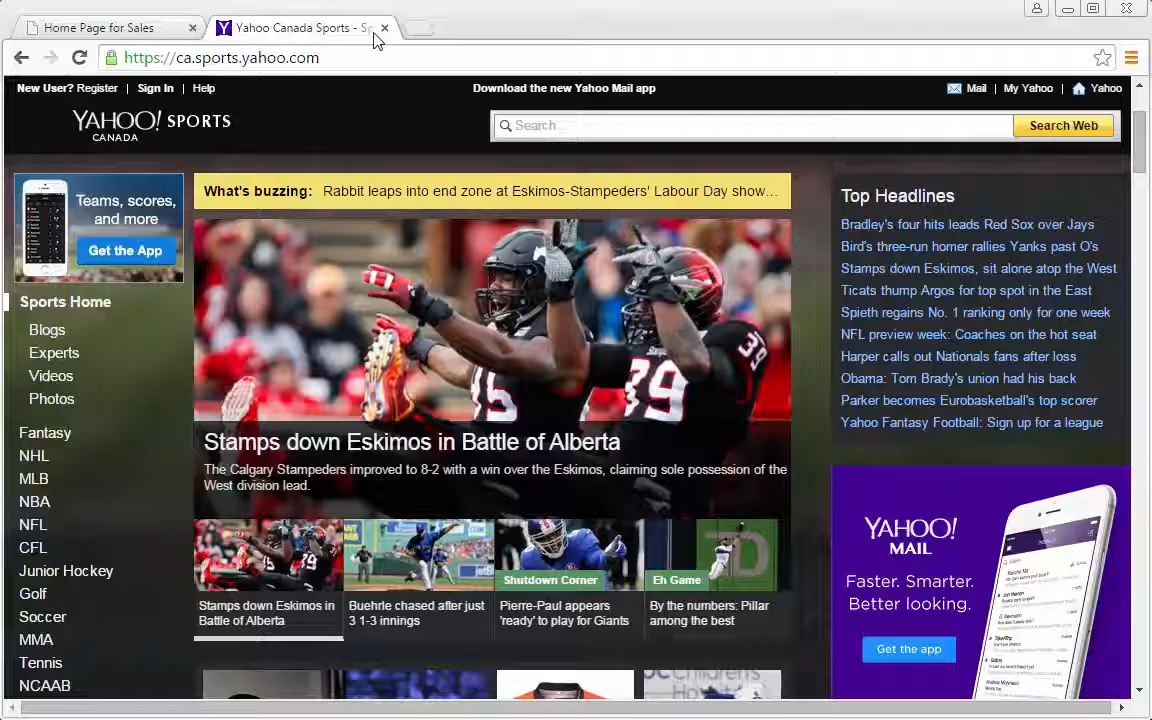 Home Page for Sales
Yahoo Canada Sports - Sp
https://ca.sports.yahoo.com
New User? Register | Sign In | Help
Download the new Yahoo Mail app
Mail | My Yahoo | Yahoo
YAHOO! SPORTS
CANADA
Search
Search Web
Teams, scores,
and more
Get the App
Sports Home
Blogs
Experts
Videos
Photos
Fantasy
NHL
MLB
NBA
NFL
CFL
Junior Hockey
Golf
Soccer
MMA
Tennis
NCAAB
What's buzzing: Rabbit leaps into end zone at Eskimos-Stampeders' Labour Day show…
39
Stamps down Eskimos in Battle of Alberta
The Calgary Stampeders improved to 8-2 with a win over the Eskimos, claiming sole possession of the
West division lead.
Shutdown Corner
Eh Game
Stamps down Eskimos in
Battle of Alberta
Buehrle chased after just
3 1-3 innings
Pierre-Paul appears
'ready' to play for Giants
By the numbers: Pillar
among the best
Top Headlines
Bradley's four hits leads Red Sox over Jays
Bird's three-run homer rallies Yanks past O's
Stamps down Eskimos, sit alone atop the West
Ticats thump Argos for top spot in the East
Spieth regains No. 1 ranking only for one week
NFL preview week: Coaches on the hot seat
Harper calls out Nationals fans after loss
Obama: Tom Brady's union had his back
Parker becomes Eurobasketball's top scorer
Yahoo Fantasy Football: Sign up for a league
YAHOO!
MAIL
Faster. Smarter.
Better looking.
Get the app